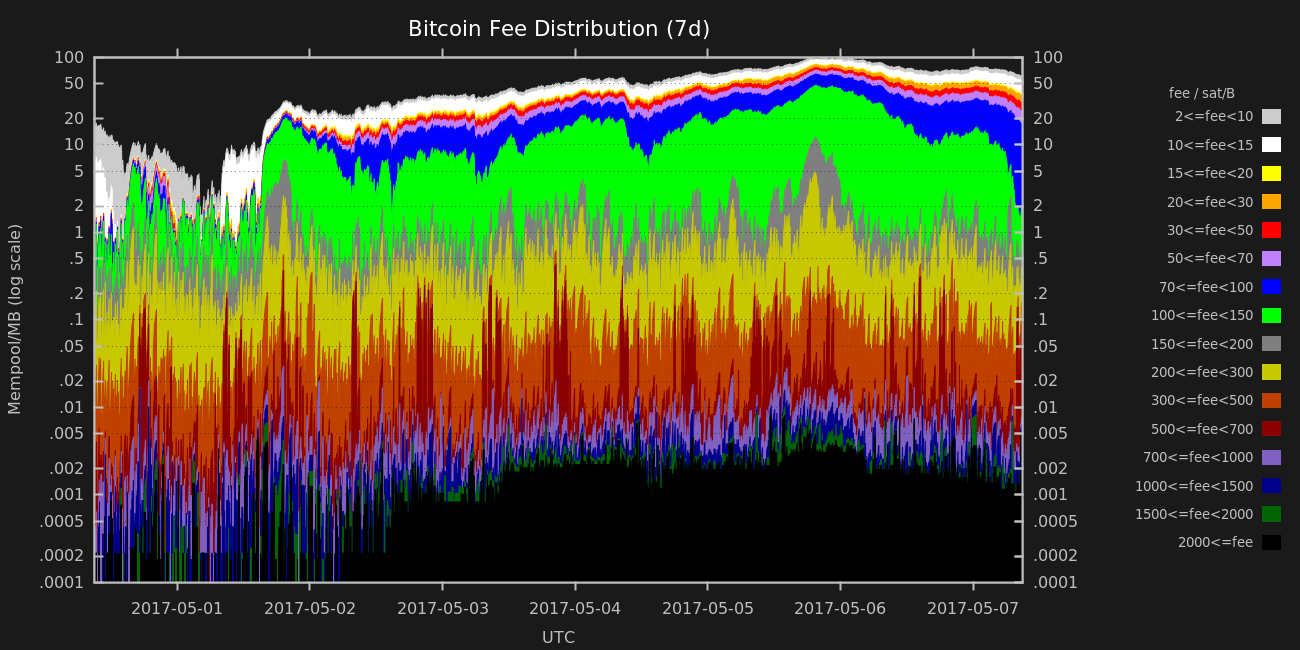 Bitcoin Fee Distribution (7d)
Mempool/MB (log scale)
100
50
20
10
5
2
1
.5
.2
.1
.05
.02
.01
.005
.002
.001
.0005
.0002
.0001
100
50
20
10
5
2
1
.5
.2
.1
.05
.02
.01
.005
.002
.001
.0005
.0002
.0001
2017-05-01 2017-05-02 2017-05-03 2017-05-04 2017-05-05 2017-05-06 2017-05-07
UTC
fee / sat/B
2<=fee<10
10<=fee<15
15<=fee<20
20<=fee<30
30<=fee<50
50<=fee<70
70<=fee<100
100<=fee<150
150<=fee<200
200<=fee<300
300<=fee<500
500<=fee<700
700<=fee<1000
1000<=fee<1500
1500<=fee<2000
2000<=fee